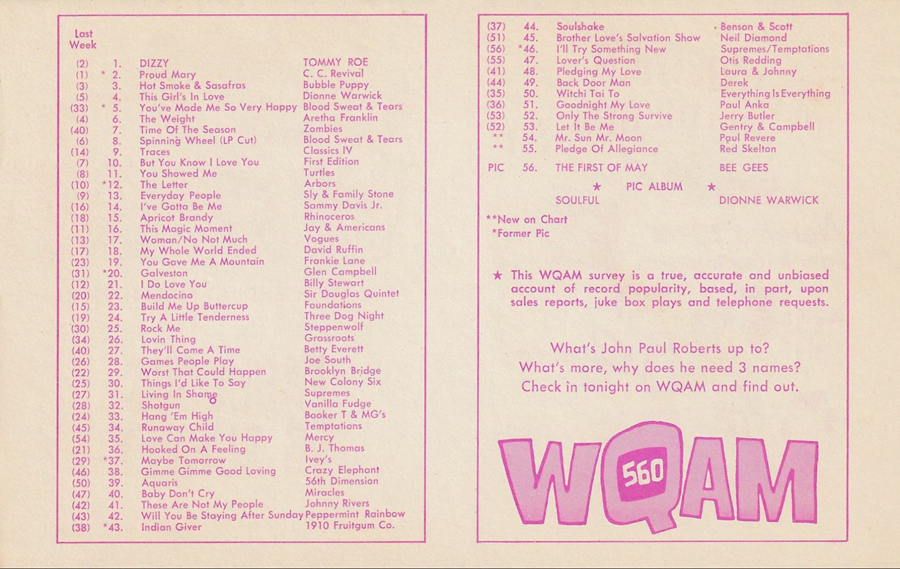 Last
Week
(2) 1. DIZZY TOMMY ROE
(1) * 2. Proud Mary C. C. Revival
(3) 3. Hot Smoke & Sasafras Bubble Puppy
(5) 4. This Girl's In Love Dionne Warwick
(33) * 5. You've Made Me So Very Happy Blood Sweat & Tears
(4) 6. The Weight Aretha Franklin
(40) 7. Time Of The Season Zombies
(6) 8. Spinning Wheel (LP Cut) Blood Sweat & Tears
(14) 9. Traces Classics IV
(7) 10. But You Know I Love You First Edition
(8) 11. You Showed Me Turtles
(10) *12. The Letter Arbors
(9) 13. Everyday People Sly & Family Stone
(16) 14. I've Gotta Be Me Sammy Davis Jr.
(18) 15. Apricot Brandy Rhinoceros
(11) 16. This Magic Moment Jay & Americans
(13) 17. Woman/No Not Much Vogues
(17) 18. My Whole World Ended David Ruffin
(23) 19. You Gave Me A Mountain Frankie Lane
(31) *20. Galveston Glen Campbell
(12) 21. I Do Love You Billy Stewart
(20) 22. Mendocino Sir Douglas Quintet
(15) 23. Build Me Up Buttercup Foundations
(19) 24. Try A Little Tenderness Three Dog Night
(30) 25. Rock Me Steppenwolf
(34) 26. Lovin Thing Grassroots
(40) 27. They'll Come A Time Betty Everett
(26) 28. Games People Play Joe South
(22) 29. Worst That Could Happen Brooklyn Bridge
(25) 30. Things I'd Like To Say New Colony Six
(27) 31. Living In Shame Supremes
(28) 32. Shotgun Vanilla Fudge
(24) 33. Hang 'Em High Booker T & MG's
(45) 34. Runaway Child Temptations
(54) 35. Love Can Make You Happy Mercy
(21) 36. Hooked On A Feeling B. J. Thomas
(29) *37. Maybe Tomorrow Ivey's
(46) 38. Gimme Gimme Good Loving Crazy Elephant
(50) 39. Aquaris 56th Dimension
(47) 40. Baby Don't Cry Miracles
(42) 41. These Are Not My People Johnny Rivers
(43) 42. Will You Be Staying After Sunday Peppermint Rainbow
(38) *43. Indian Giver 1910 Fruitgum Co.
(37) 44. Soulshake Benson & Scott
(51) 45. Brother Love's Salvation Show Neil Diamond
(56) *46. I'll Try Something New Supremes/Temptations
(55) 47. Lover's Question Otis Redding
(41) 48. Pledging My Love Laura & Johnny
(44) 49. Back Door Man Derek
(35) 50. Witchi Tai To Everything Is Everything
(36) 51. Goodnight My Love Paul Anka
(53) 52. Only The Strong Survive Jerry Butler
(52) 53. Let It Be Me Gentry & Campbell
** 54. Mr. Sun Mr. Moon Paul Revere
** 55. Pledge Of Allegiance Red Skelton
PIC 56. THE FIRST OF MAY BEE GEES
★ PIC ALBUM ★
SOULFUL DIONNE WARWICK
**New on Chart
*Former Pic
★ This WQAM survey is a true, accurate and unbiased
account of record popularity, based, in part, upon
sales reports, juke box plays and telephone requests.
What's John Paul Roberts up to?
What's more, why does he need 3 names?
Check in tonight on WQAM and find out.
WQAM
560